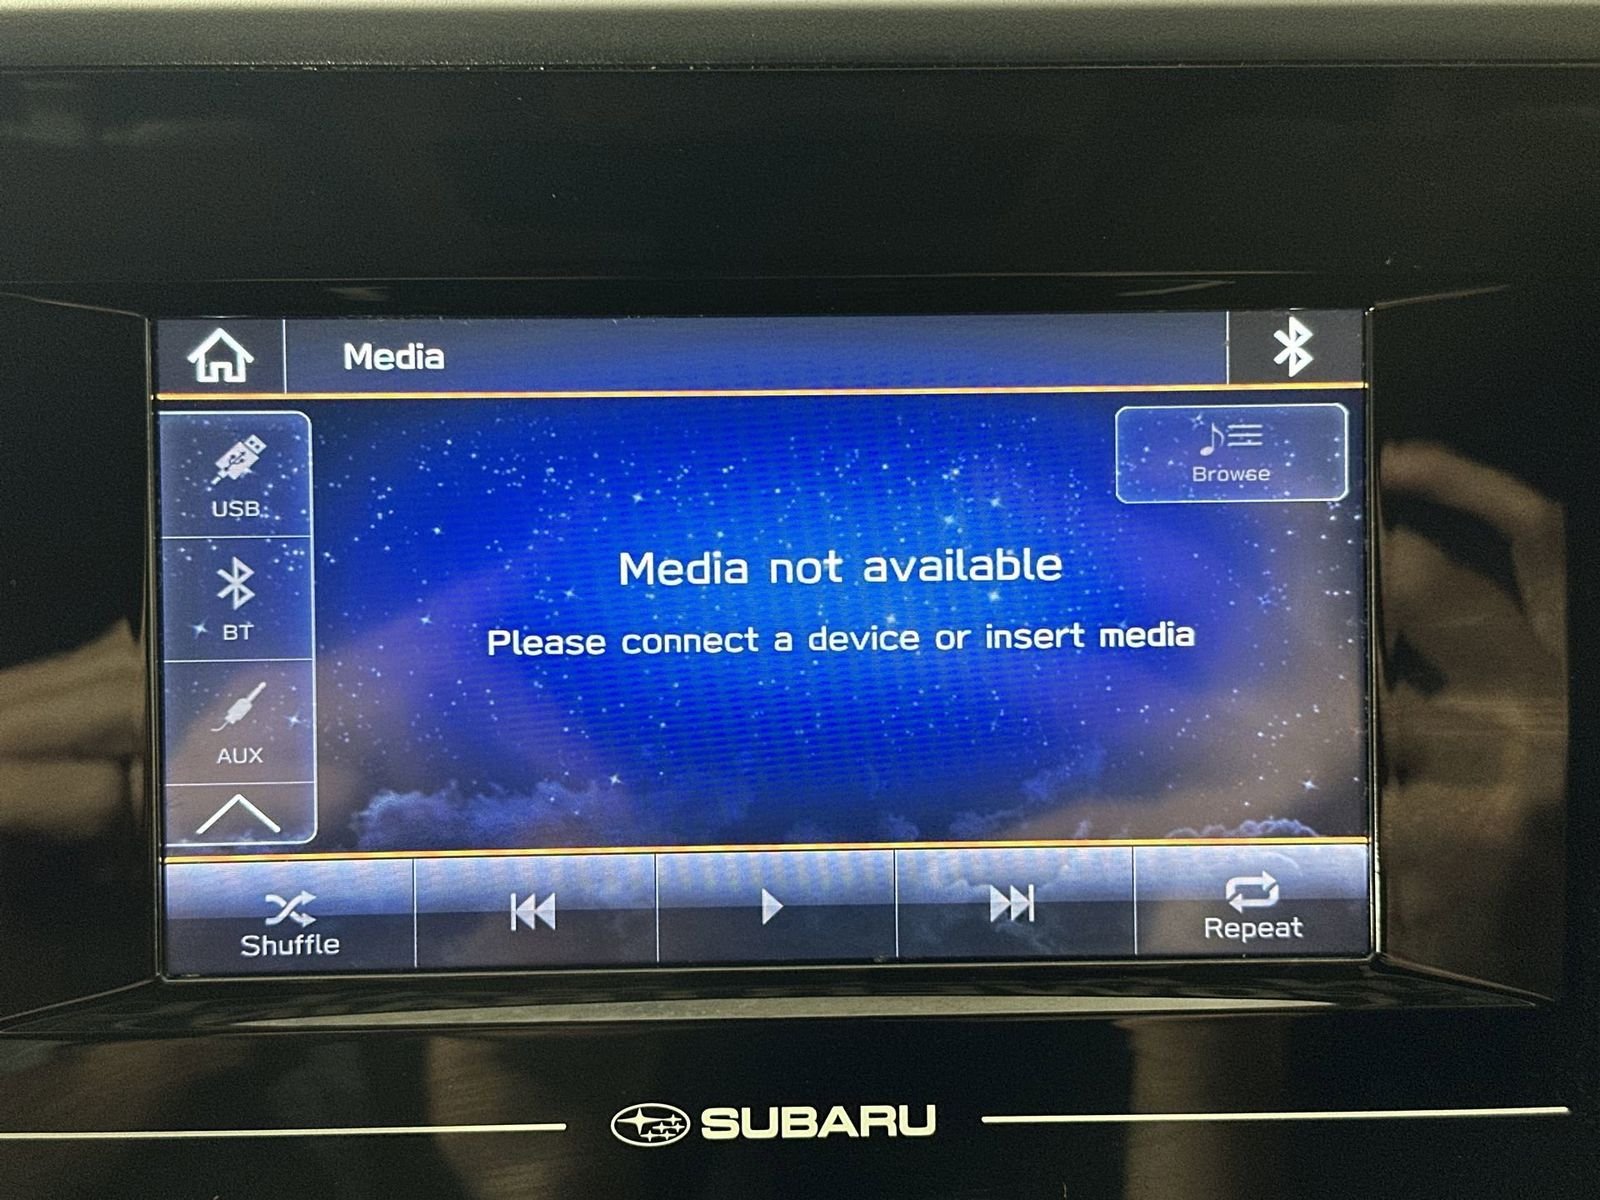 Media
USB
BT
AUX
Browse
Media not available
Please connect a device or insert media
Shuffle
Repeat
SUBARU